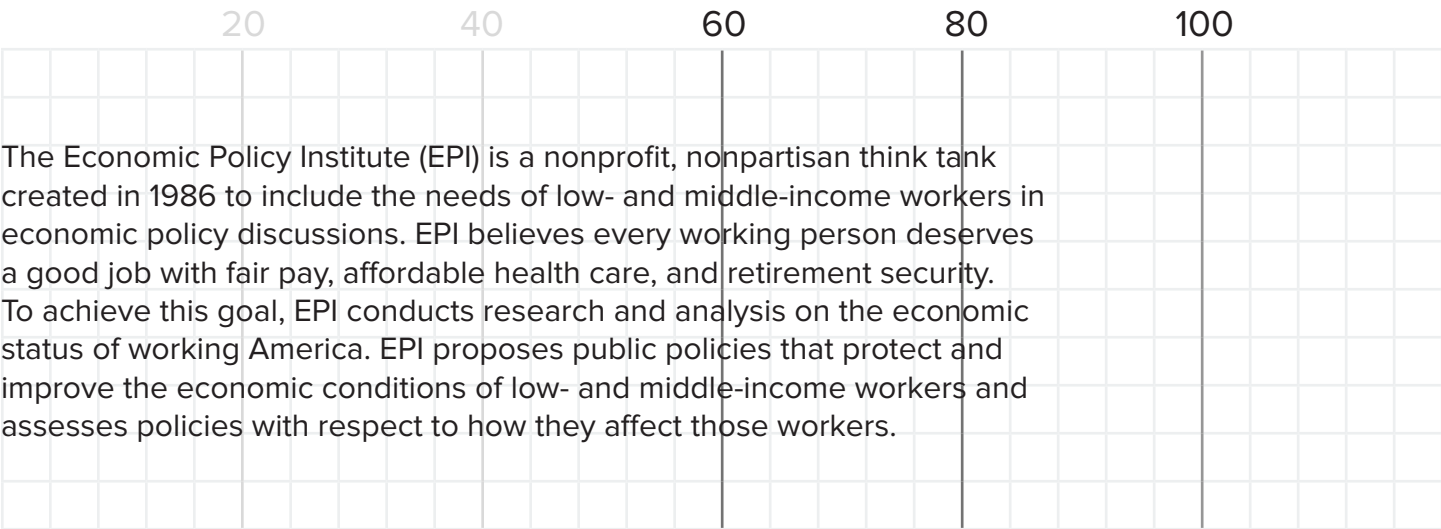 20 40 60 80 100
The Economic Policy Institute (EPI) is a nonprofit, nonpartisan think tank
created in 1986 to include the needs of low- and middle-income workers in
economic policy discussions. EPI believes every working person deserves
a good job with fair pay, affordable health care, and retirement security.
To achieve this goal, EPI conducts research and analysis on the economic
status of working America. EPI proposes public policies that protect and
improve the economic conditions of low- and middle-income workers and
assesses policies with respect to how they affect those workers.